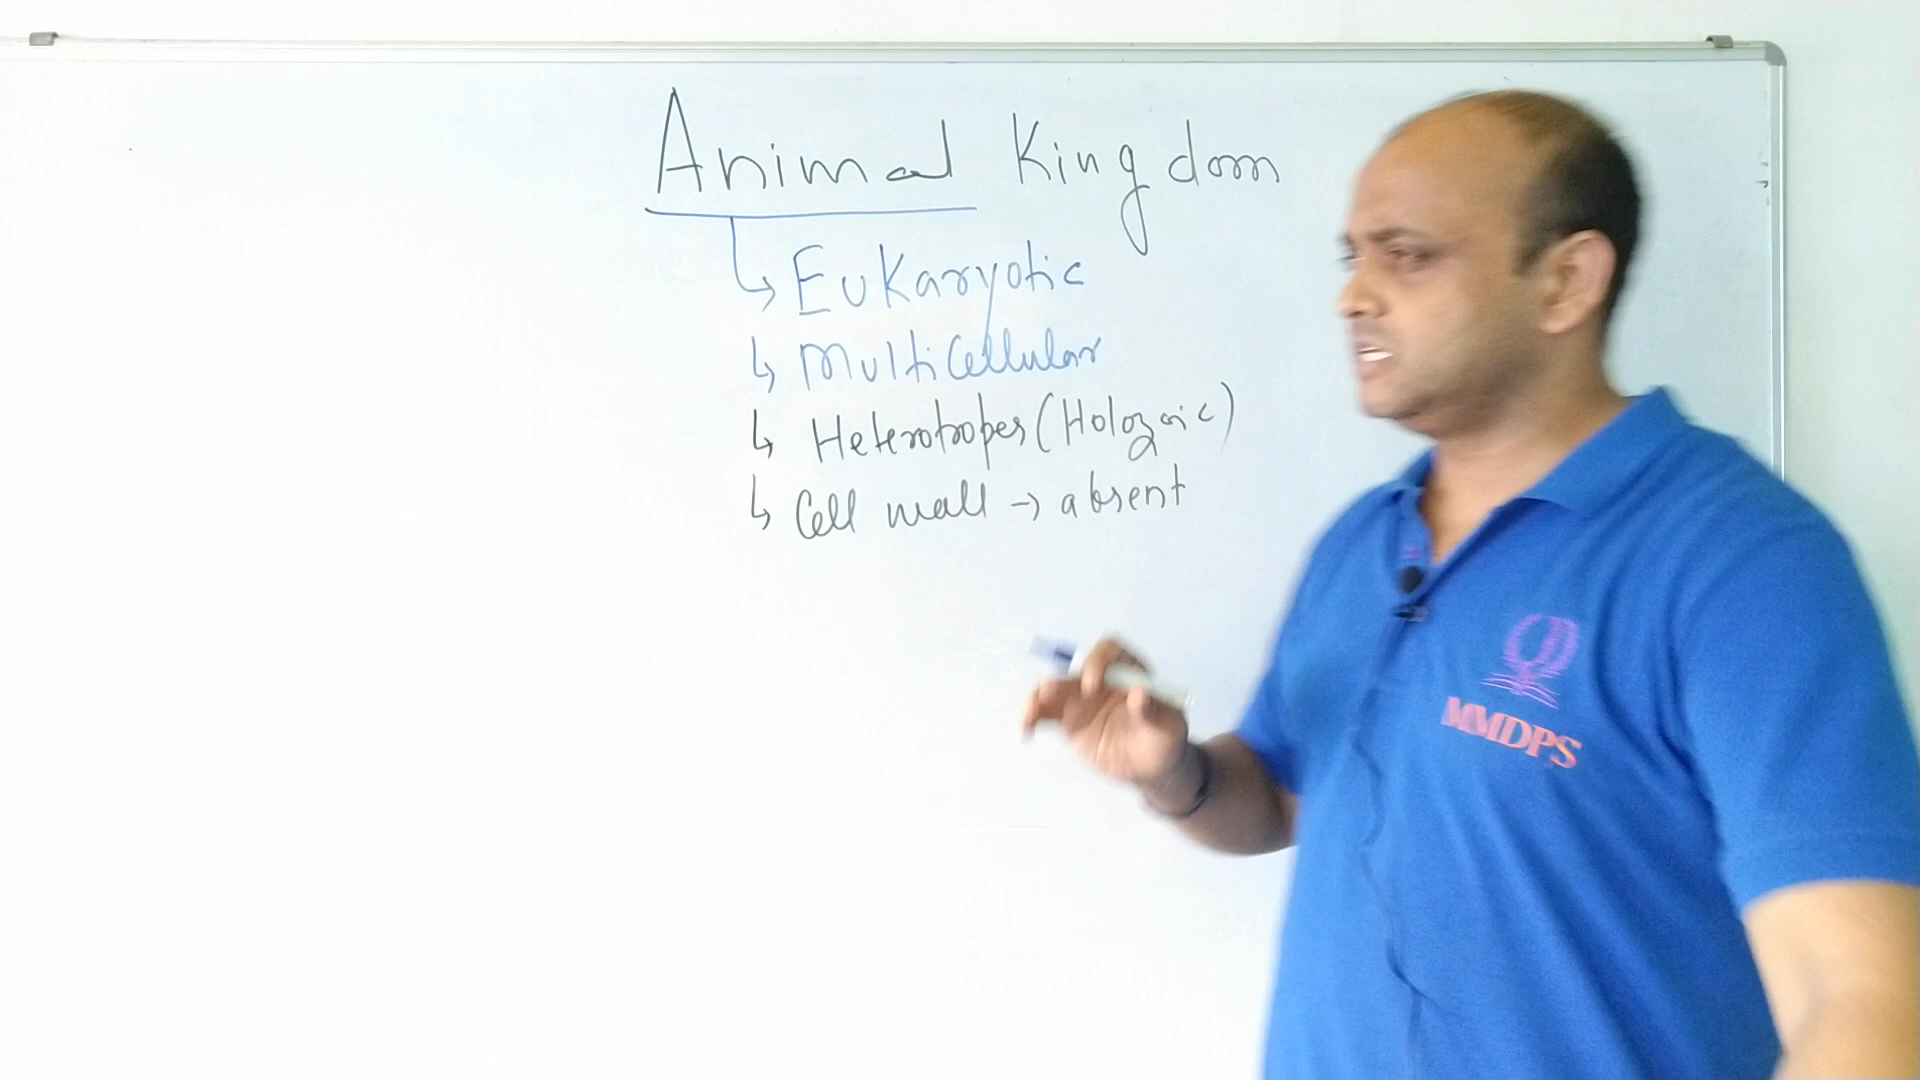 Animal Kingdom
↳ Eukaryotic
↳ Multicellular
↳ Heterotropes (Holozoic)
↳ Cell wall → absent
MMDPS